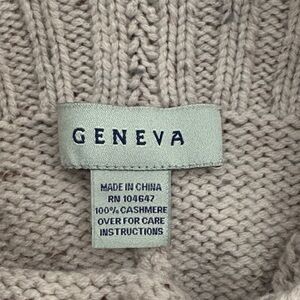 GENEVA
MADE IN CHINA
RN 104647
100% CASHMERE
OVER FOR CARE
INSTRUCTIONS